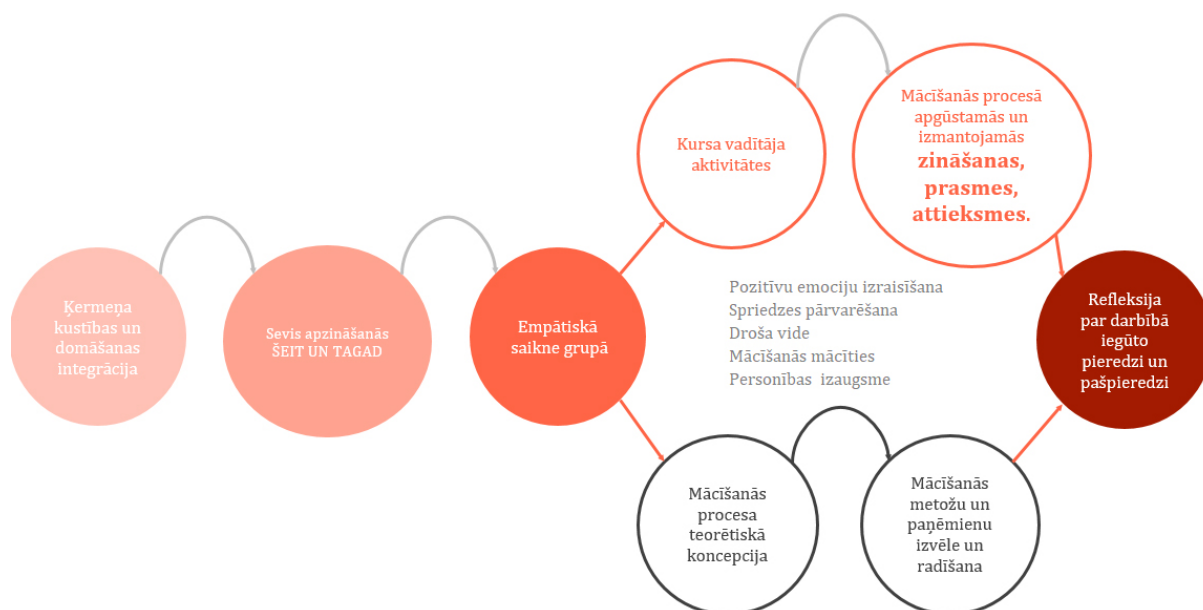 Ķermeņa
kustības un
domāšanas
integrācija
Sevis apzināšanās
ŠEIT UN TAGAD
Empātiskā
saikne grupā
Kursa vadītāja
aktivitātes
Mācīšanās procesā
apgūstamās un
izmantojamās
zināšanas,
prasmes,
attieksmes.
Pozitīvu emociju izraisīšana
Spriedzes pārvarēšana
Droša vide
Mācīšanās mācīties
Personības izaugsme
Mācīšanās
procesa
teorētiskā
koncepcija
Mācīšanās
metožu un
paņēmienu
izvēle un
radīšana
Refleksija
par darbībā
iegūto
pieredzi un
pašpieredzi